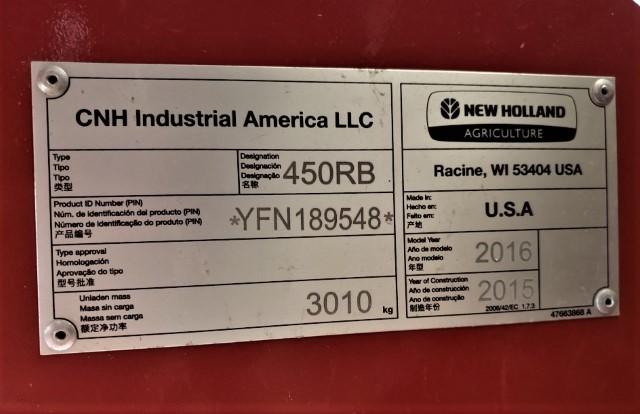 CNH Industrial America LLC
Type
Tipo
Tipo
类型
Designation
Designación
Designação
名称
450RB
Product ID Number (PIN)
Núm. de identificación del producto (PIN)
Número de identificação do produto (PIN)
产品编号
*YFN189548*
Type approval
Homologación
Aprovação do tipo
型号批准
Unladen mass
Masa sin carga
Massa sem carga
额定净功率
3010 kg
NEW HOLLAND
AGRICULTURE
Racine, WI 53404 USA
Made in:
Hecho en:
Feito em:
产地
U.S.A
Model Year
Año de modelo
Ano modelo
年型
2016
Year of Construction
Año de construcción
Ano de construção
制造年份
2015
2006/42/EC 1.7.3
47663868 A